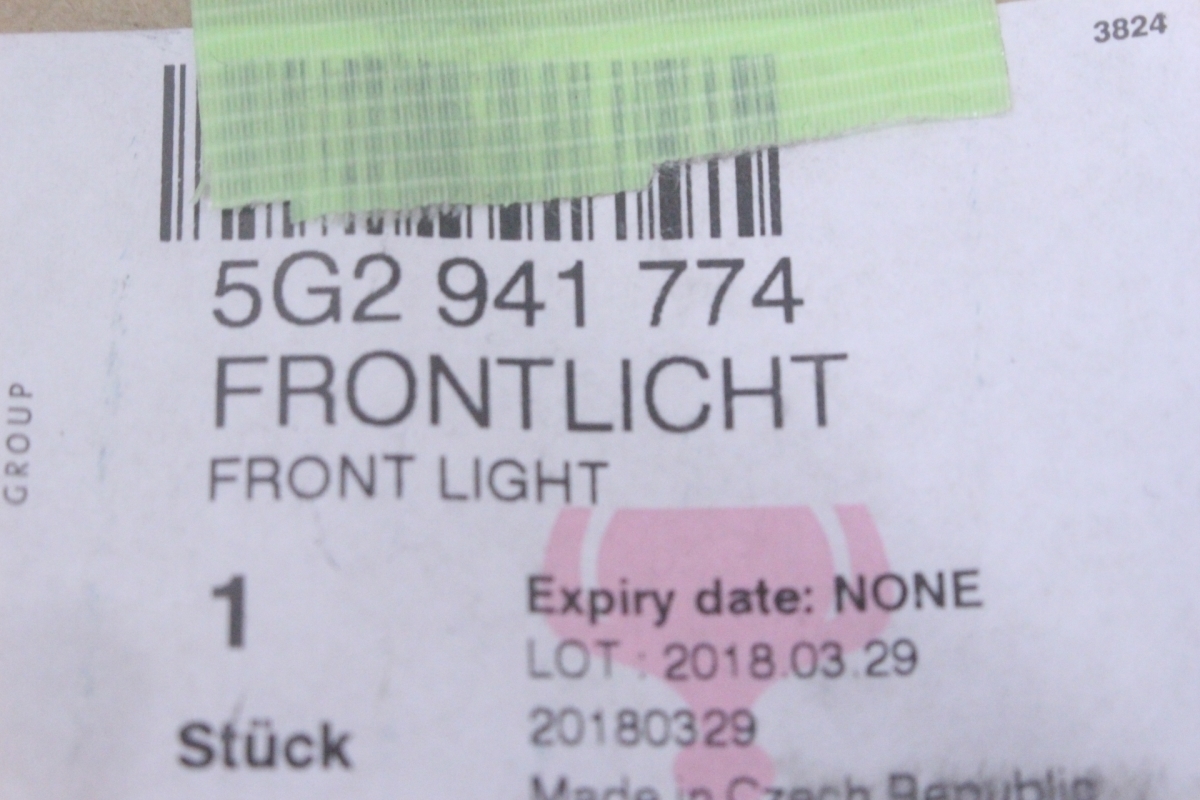 3824
5G2 941 774
FRONTLICHT
FRONT LIGHT
GROUP
1
Stück
Expiry date: NONE
LOT : 2018.03.29
20180329
Made in Czech Republic